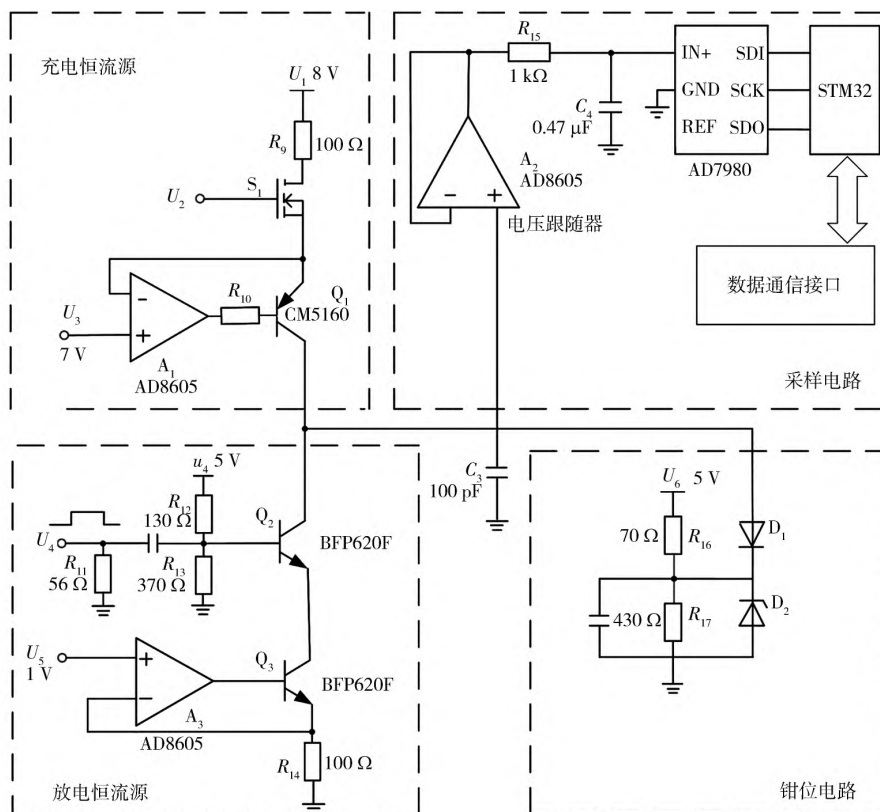 充电恒流源
U₁ 8 V
R₉
100 Ω
S₁
U₂
U₃
7 V
R₁₀
Q₁
CM5160
A₁
AD8605
R₁₅
1 kΩ
C₄
0.47 μF
IN+ SDI
GND SCK
REF SDO
AD7980
STM32
A₂
AD8605
电压跟随器
数据通信接口
采样电路
u₄ 5 V
R₁₂
130 Ω
Q₂
BFP620F
U₄
R₁₁
56 Ω
R₁₃
370 Ω
U₅
1 V
Q₃
BFP620F
A₃
AD8605
R₁₄
100 Ω
放电恒流源
C₃
100 pF
U₆ 5 V
70 Ω
R₁₆
D₁
430 Ω
R₁₇
D₂
钳位电路